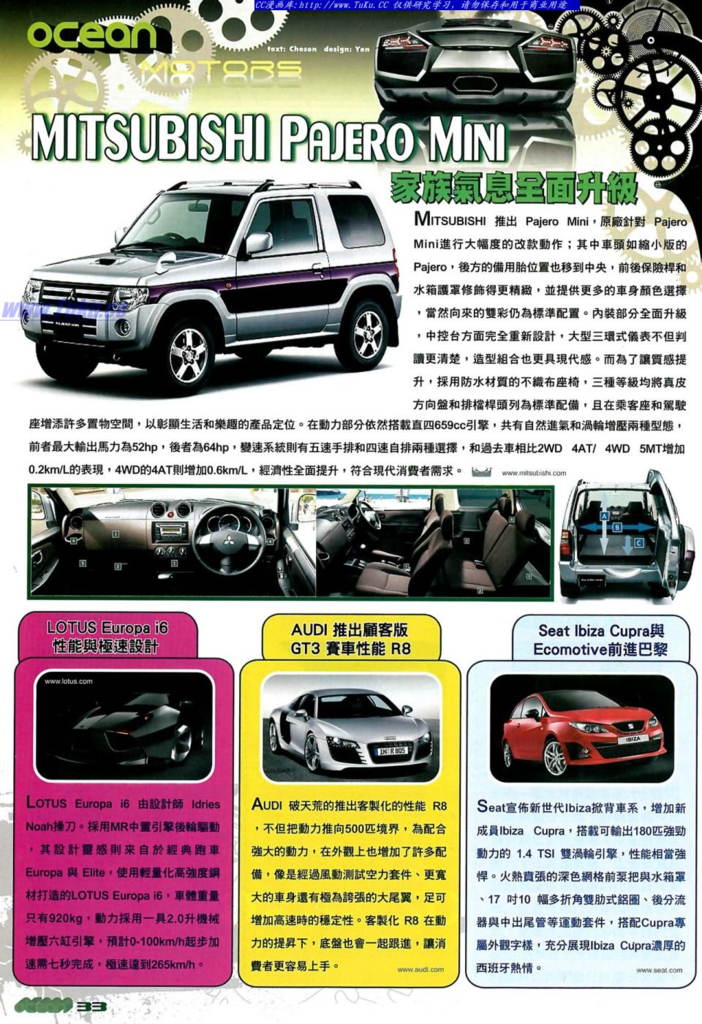 CC漫画库:http://www.TuKu.CC 仅供研究学习，请勿保存和用于商业用途
ocean
MOTORS
text: Chason design: Yen
MITSUBISHI PAJERO MINI
家族氣息全面升級
MITSUBISHI 推出 Pajero Mini，原廠針對 Pajero
Mini進行大幅度的改款動作；其中車頭如縮小版的
Pajero，後方的備用胎位置也移到中央，前後保險桿和
水箱護罩修飾得更精緻，並提供更多的車身顏色選擇
，當然向來的雙彩仍為標準配置。內裝部分全面升級
，中控台方面完全重新設計，大型三環式儀表不但判
讀更清楚，造型組合也更具現代感。而為了讓質感提
升，採用防水材質的不織布座椅，三種等級均將真皮
方向盤和排檔桿頭列為標準配備，且在乘客座和駕駛
座增添許多置物空間，以彰顯生活和樂趣的產品定位。在動力部分依然搭載直四659cc引擎，共有自然進氣和渦輪增壓兩種型態，
前者最大輸出馬力為52hp，後者為64hp，變速系統則有五速手排和四速自排兩種選擇，和過去車相比2WD 4AT/ 4WD 5MT增加
0.2km/L的表現，4WD的4AT則增加0.6km/L，經濟性全面提升，符合現代消費者需求。
www.mitsubishi.com
www.TuKu.cc
A
B
C
LOTUS Europa i6
性能與極速設計
www.lotus.com
LOTUS Europa i6 由設計師 Idries
Noah操刀。採用MR中置引擎後輪驅動
，其設計靈感則來自於經典跑車
Europa 與 Elite，使用輕量化高強度鋼
材打造的LOTUS Europa i6，車體重量
只有920kg，動力採用一具2.0升機械
增壓六缸引擎，預計0-100km/h起步加
速需七秒完成，極速達到265km/h。
AUDI 推出顧客版
GT3 賽車性能 R8
IN·R 805
AUDI 破天荒的推出客製化的性能 R8
，不但把動力推向500匹境界，為配合
強大的動力，在外觀上也增加了許多配
備，像是經過風動測試空力套件、更寬
大的車身還有極為誇張的大尾翼，足可
增加高速時的穩定性。客製化 R8 在動
力的提昇下，底盤也會一起跟進，讓消
費者更容易上手。
www.audi.com
Seat Ibiza Cupra與
Ecomotive前進巴黎
IBIZA
Seat宣佈新世代Ibiza掀背車系，增加新
成員Ibiza Cupra，搭載可輸出180匹強勁
動力的 1.4 TSI 雙渦輪引擎，性能相當強
悍。火熱賁張的深色網格前泵把與水箱罩
、17 吋10 幅多折角雙肋式鋁圈、後分流
器與中出尾管等運動套件，搭配Cupra專
屬外觀字樣，充分展現Ibiza Cupra濃厚的
西班牙熱情。
www.seat.com
ocean 33